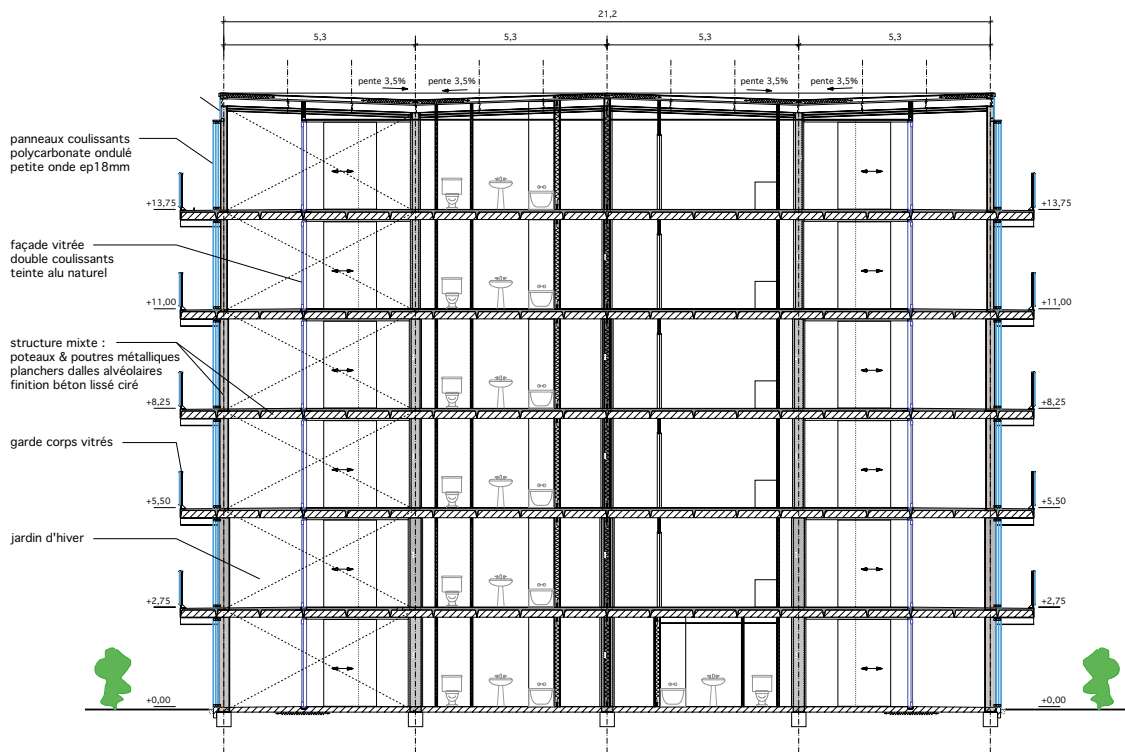 21,2
5,3 5,3 5,3 5,3
pente 3,5% pente 3,5% pente 3,5% pente 3,5%
panneaux coulissants
polycarbonate ondulé
petite onde ep18mm
+13,75 +13,75
façade vitrée
double coulissants
teinte alu naturel
+11,00 +11,00
structure mixte :
poteaux & poutres métalliques
planchers dalles alvéolaires
finition béton lissé ciré
+8,25 +8,25
garde corps vitrés
+5,50 +5,50
jardin d'hiver
+2,75 +2,75
+0,00 +0,00